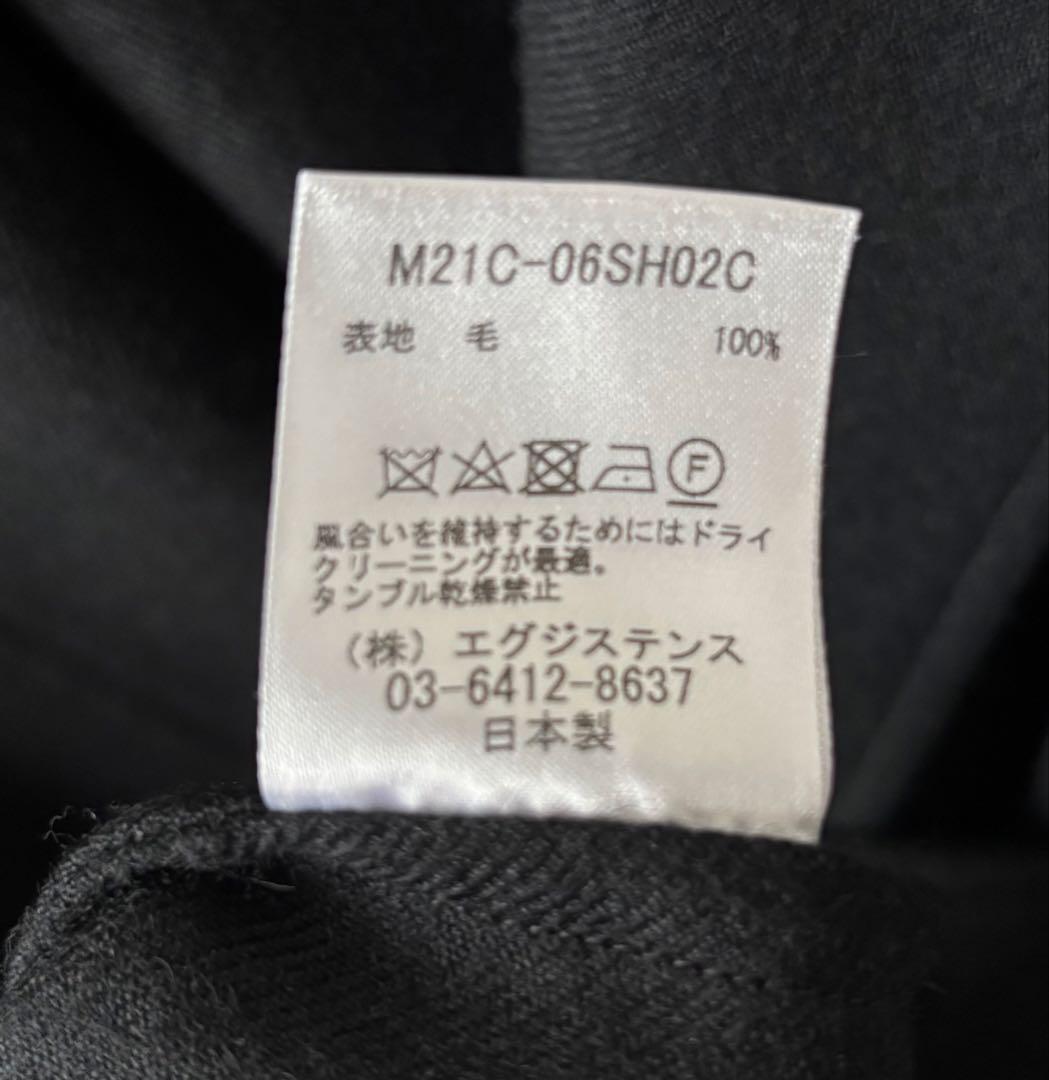 M21C-06SH02C
表地 毛 100%
F
風合いを維持するためにはドライ
クリーニングが最適。
タンブル乾燥禁止
（株）エグジステンス
03-6412-8637
日本製